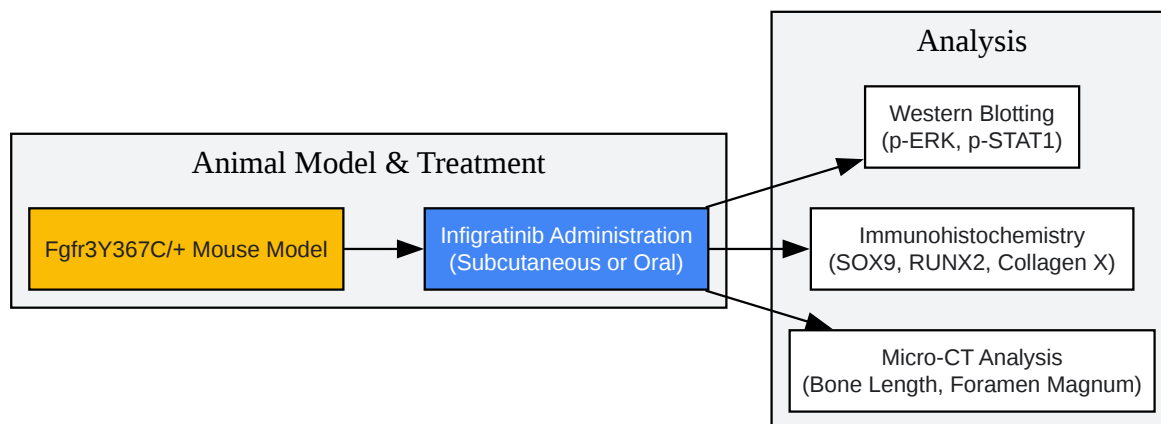 Animal Model & Treatment
Fgfr3Y367C/+ Mouse Model
Infigratinib Administration
(Subcutaneous or Oral)
Analysis
Western Blotting
(p-ERK, p-STAT1)
Immunohistochemistry
(SOX9, RUNX2, Collagen X)
Micro-CT Analysis
(Bone Length, Foramen Magnum)